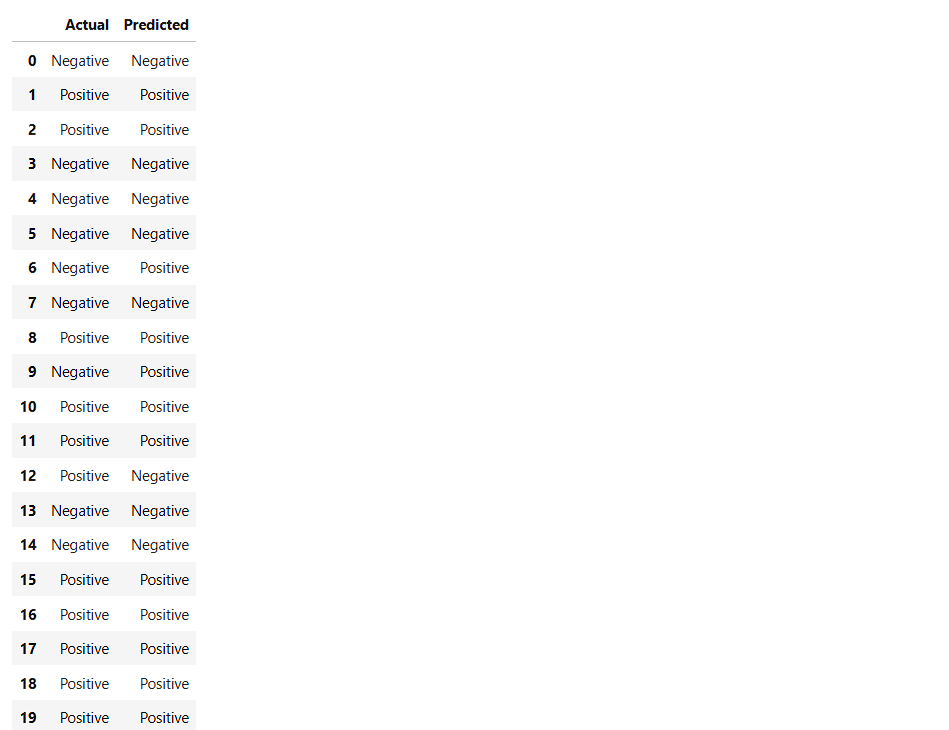 Actual Predicted
0 Negative Negative
1 Positive Positive
2 Positive Positive
3 Negative Negative
4 Negative Negative
5 Negative Negative
6 Negative Positive
7 Negative Negative
8 Positive Positive
9 Negative Positive
10 Positive Positive
11 Positive Positive
12 Positive Negative
13 Negative Negative
14 Negative Negative
15 Positive Positive
16 Positive Positive
17 Positive Positive
18 Positive Positive
19 Positive Positive